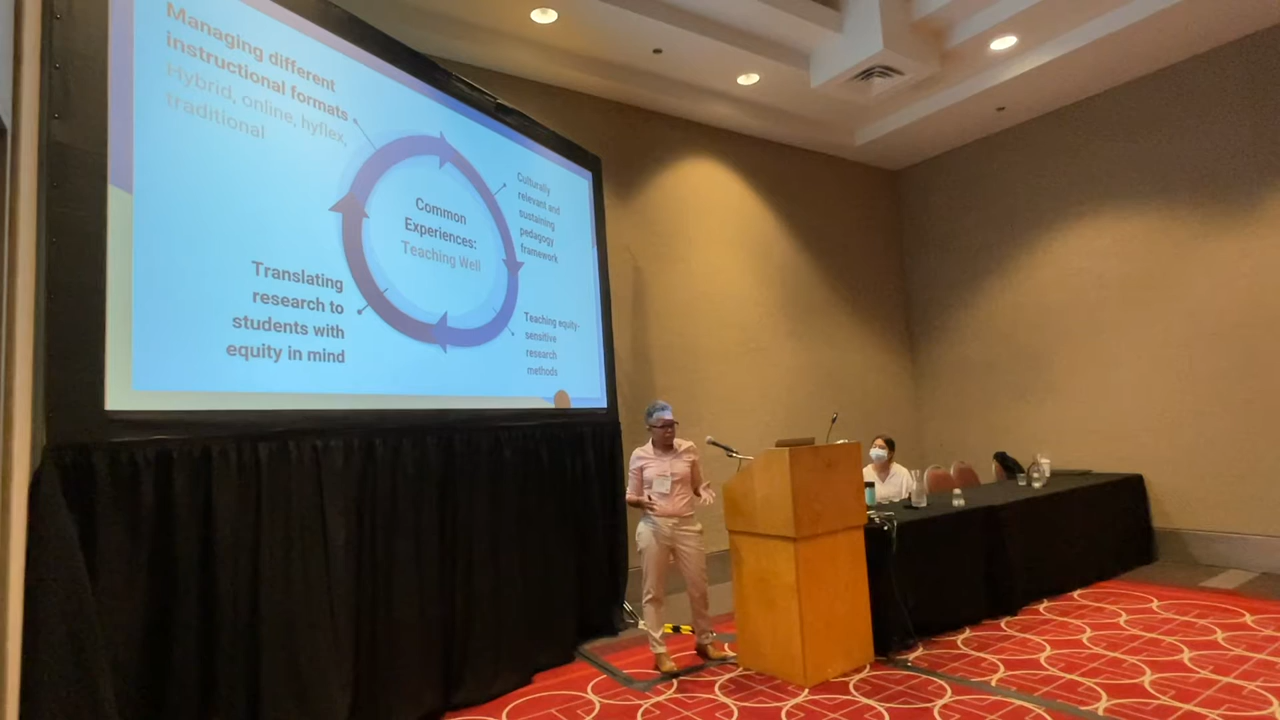 Managing different
instructional formats
Hybrid, online, hyflex,
traditional
Common
Experiences:
Teaching Well
Culturally
relevant and
sustaining
pedagogy
framework
Translating
research to
students with
equity in mind
Teaching equity-
sensitive
research
methods